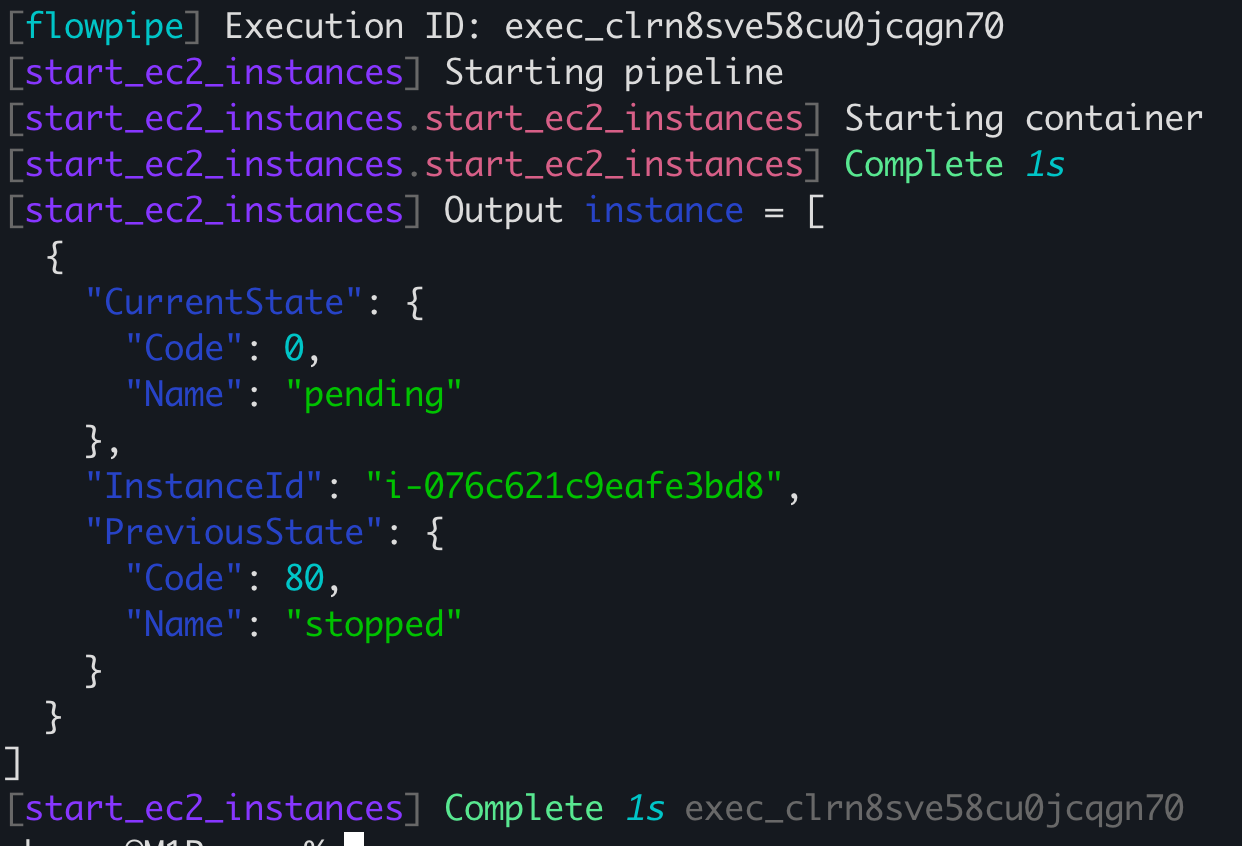 [flowpipe] Execution ID: exec_clrn8sve58cu0jcqgn70
[start_ec2_instances] Starting pipeline
[start_ec2_instances.start_ec2_instances] Starting container
[start_ec2_instances.start_ec2_instances] Complete 1s
[start_ec2_instances] Output instance = [
  {
    "CurrentState": {
      "Code": 0,
      "Name": "pending"
    },
    "InstanceId": "i-076c621c9eafe3bd8",
    "PreviousState": {
      "Code": 80,
      "Name": "stopped"
    }
  }
]
[start_ec2_instances] Complete 1s exec_clrn8sve58cu0jcqgn70